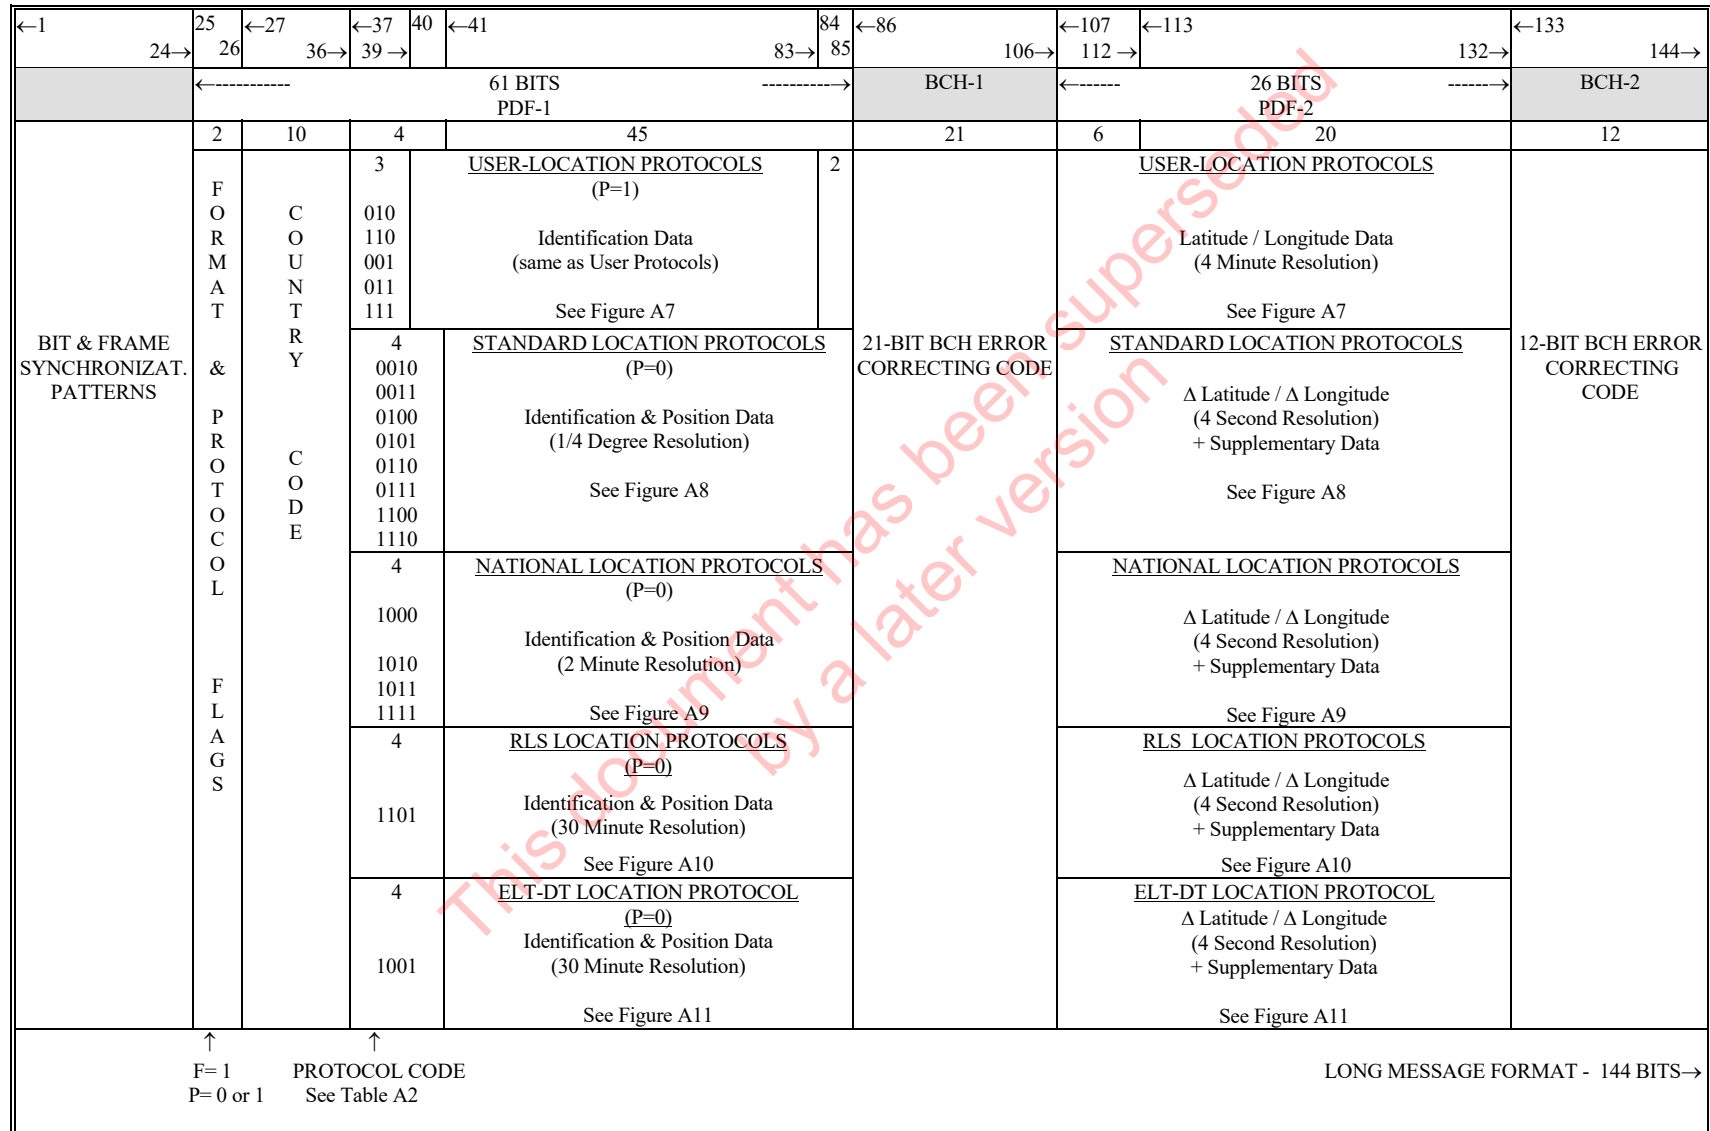 ←1 25 ←27 ←37 40 ←41 84 ←86 ←107 ←113 ←133
24→ 26 36→ 39 → 83→ 85 106→ 112 → 132→ 144→
←----------- 61 BITS ----------→ BCH-1 ←------ 26 BITS ------→ BCH-2
PDF-1 PDF-2
2 10 4 45 21 6 20 12
BIT & FRAME
SYNCHRONIZAT.
PATTERNS
F
O
R
M
A
T
&
P
R
O
T
O
C
O
L
F
L
A
G
S
C
O
U
N
T
R
Y
C
O
D
E
3 USER-LOCATION PROTOCOLS 2
(P=1)
010
110 Identification Data
001 (same as User Protocols)
011
111 See Figure A7
4 STANDARD LOCATION PROTOCOLS
0010 (P=0)
0011
0100 Identification & Position Data
0101 (1/4 Degree Resolution)
0110
0111 See Figure A8
1100
1110
4 NATIONAL LOCATION PROTOCOLS
(P=0)
1000
Identification & Position Data
1010 (2 Minute Resolution)
1011
1111 See Figure A9
4 RLS LOCATION PROTOCOLS
(P=0)
Identification & Position Data
1101
(30 Minute Resolution)
See Figure A10
4 ELT-DT LOCATION PROTOCOL
(P=0)
Identification & Position Data
1001 (30 Minute Resolution)
See Figure A11
21-BIT BCH ERROR
CORRECTING CODE
USER-LOCATION PROTOCOLS
Latitude / Longitude Data
(4 Minute Resolution)
See Figure A7
STANDARD LOCATION PROTOCOLS
Δ Latitude / Δ Longitude
(4 Second Resolution)
+ Supplementary Data
See Figure A8
NATIONAL LOCATION PROTOCOLS
Δ Latitude / Δ Longitude
(4 Second Resolution)
+ Supplementary Data
See Figure A9
RLS LOCATION PROTOCOLS
Δ Latitude / Δ Longitude
(4 Second Resolution)
+ Supplementary Data
See Figure A10
ELT-DT LOCATION PROTOCOL
Δ Latitude / Δ Longitude
(4 Second Resolution)
+ Supplementary Data
See Figure A11
12-BIT BCH ERROR
CORRECTING
CODE
↑ ↑
F= 1 PROTOCOL CODE LONG MESSAGE FORMAT - 144 BITS→
P= 0 or 1 See Table A2
This document has been superseded
by a later version